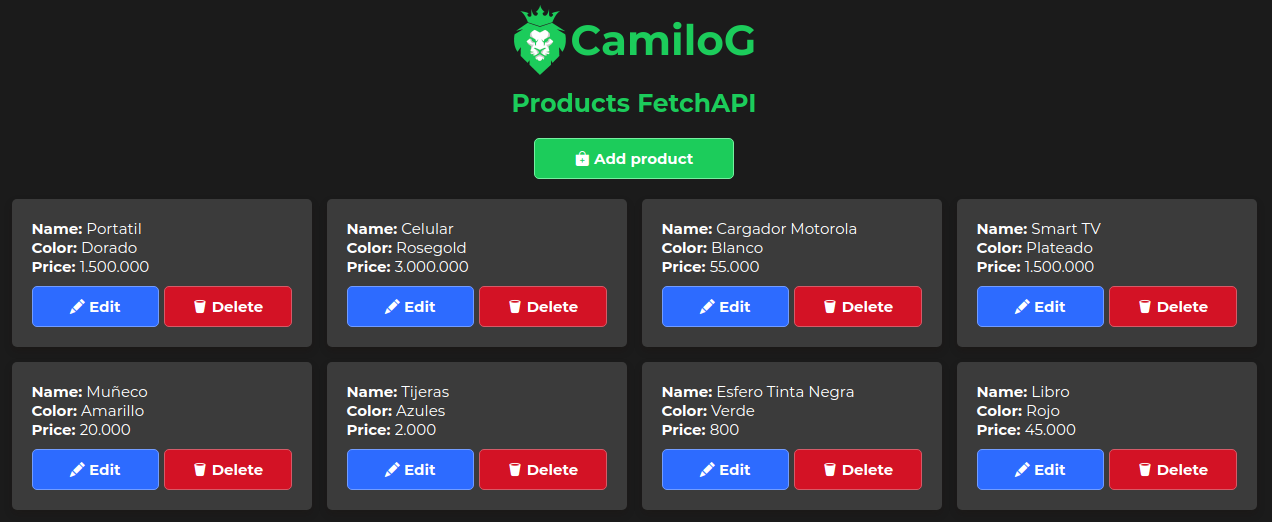 CamiloG
Products FetchAPI
Add product
Name: Portatil
Color: Dorado
Price: 1.500.000
Edit
Delete
Name: Celular
Color: Rosegold
Price: 3.000.000
Edit
Delete
Name: Cargador Motorola
Color: Blanco
Price: 55.000
Edit
Delete
Name: Smart TV
Color: Plateado
Price: 1.500.000
Edit
Delete
Name: Muñeco
Color: Amarillo
Price: 20.000
Edit
Delete
Name: Tijeras
Color: Azules
Price: 2.000
Edit
Delete
Name: Esfero Tinta Negra
Color: Verde
Price: 800
Edit
Delete
Name: Libro
Color: Rojo
Price: 45.000
Edit
Delete